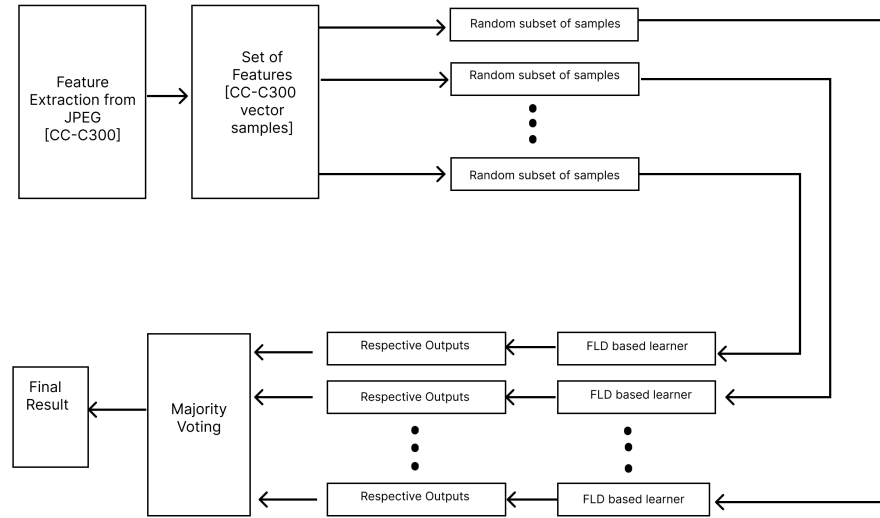 Feature
Extraction from
JPEG
[CC-C300]
Set of
Features
[CC-C300
vector
samples]
Random subset of samples
Random subset of samples
Random subset of samples
Respective Outputs
FLD based learner
Respective Outputs
FLD based learner
Respective Outputs
FLD based learner
Majority
Voting
Final
Result